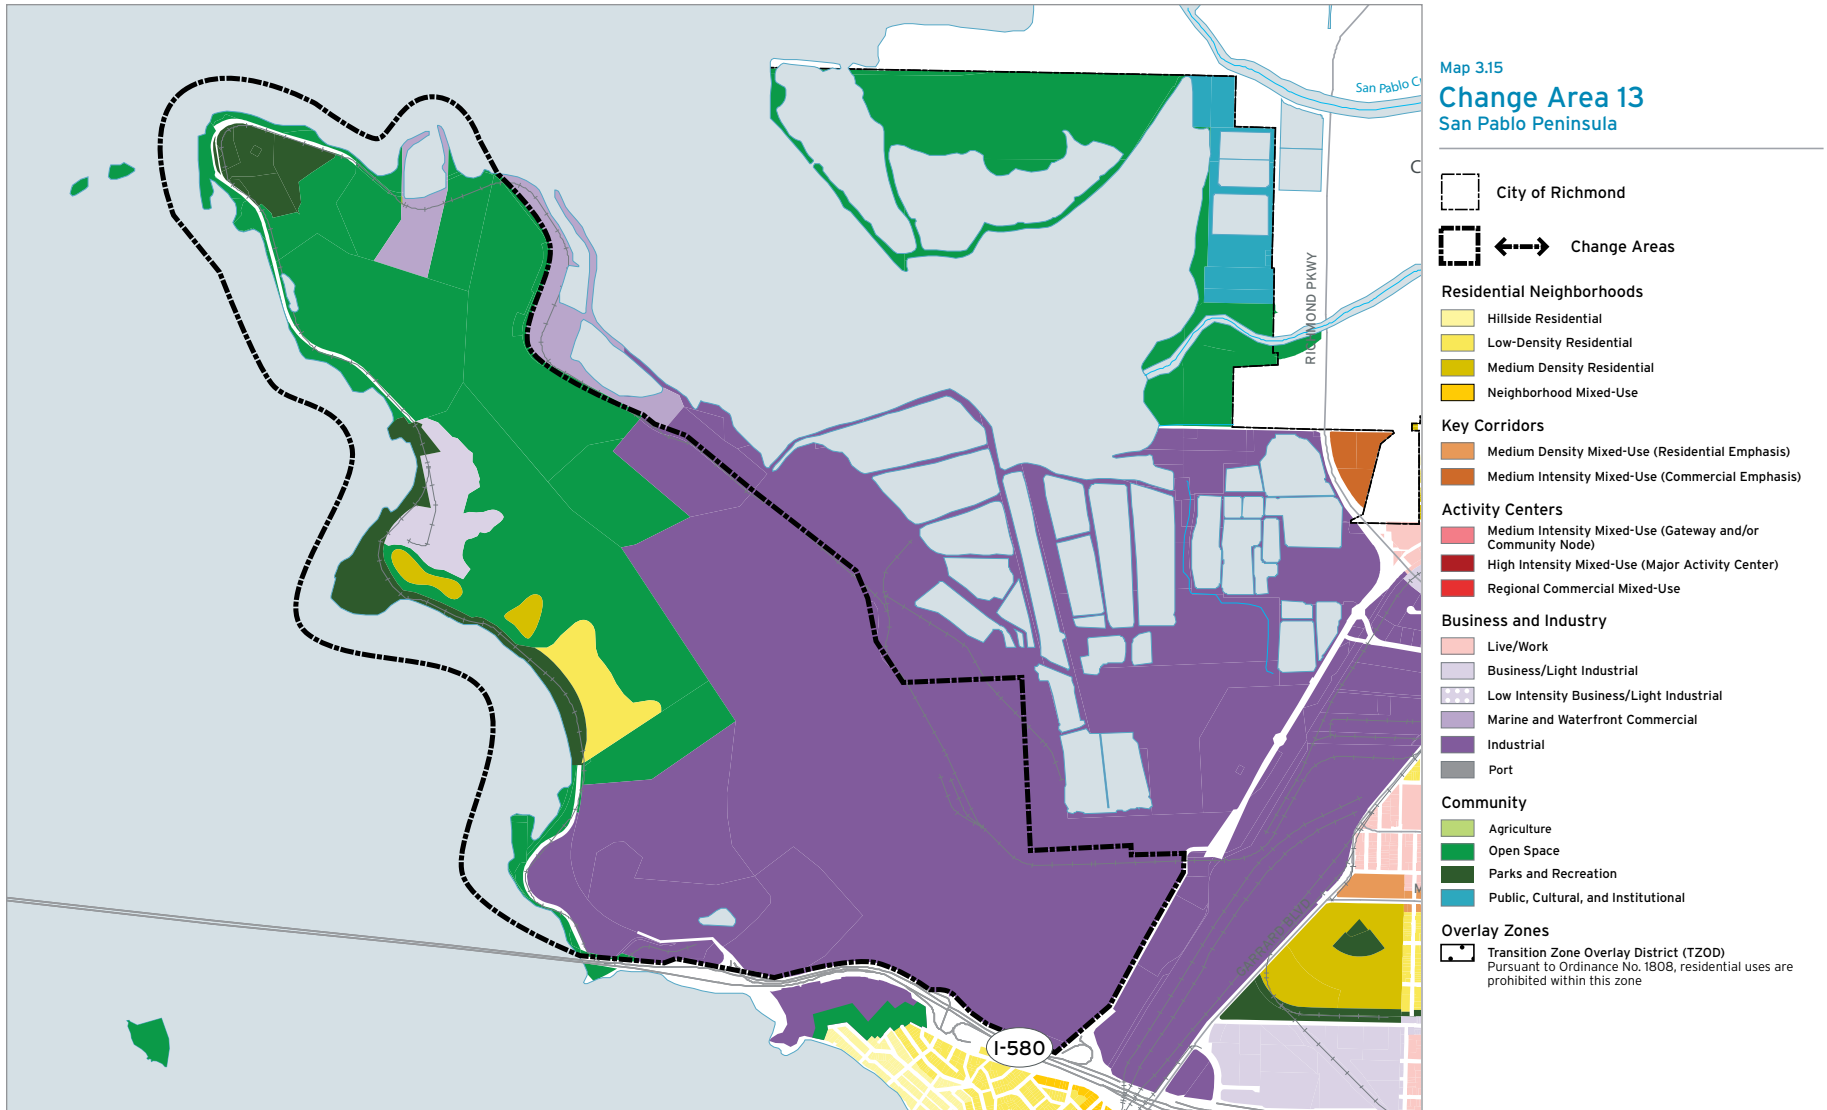 San Pablo
RICHMOND PKWY
C
M
I-580
Map 3.15
Change Area 13
San Pablo Peninsula
City of Richmond
Change Areas
Residential Neighborhoods
Hillside Residential
Low-Density Residential
Medium Density Residential
Neighborhood Mixed-Use
Key Corridors
Medium Density Mixed-Use (Residential Emphasis)
Medium Intensity Mixed-Use (Commercial Emphasis)
Activity Centers
Medium Intensity Mixed-Use (Gateway and/or
Community Node)
High Intensity Mixed-Use (Major Activity Center)
Regional Commercial Mixed-Use
Business and Industry
Live/Work
Business/Light Industrial
Low Intensity Business/Light Industrial
Marine and Waterfront Commercial
Industrial
Port
Community
Agriculture
Open Space
Parks and Recreation
Public, Cultural, and Institutional
Overlay Zones
Transition Zone Overlay District (TZOD)
Pursuant to Ordinance No. 1808, residential uses are
prohibited within this zone